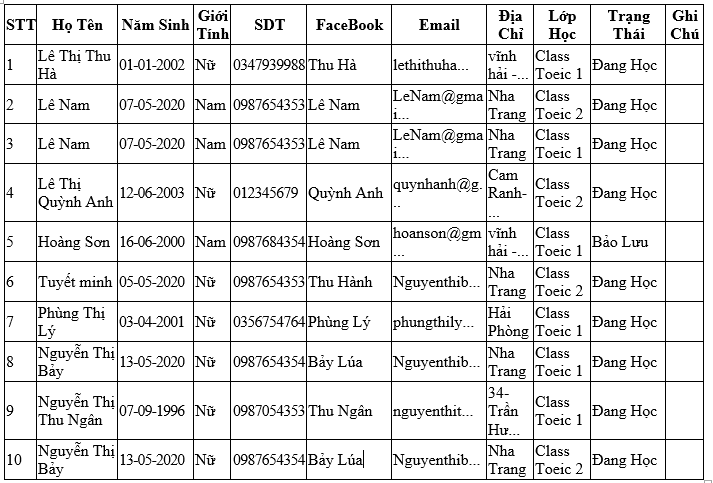 STT Họ Tên Năm Sinh Giới Tính SDT FaceBook Email Địa Chỉ Lớp Học Trạng Thái Ghi Chú
1 Lê Thị Thu Hà 01-01-2002 Nữ 0347939988 Thu Hà lethithuha... vĩnh hải -... Class Toeic 1 Đang Học
2 Lê Nam 07-05-2020 Nam 0987654353 Lê Nam LeNam@gmai... Nha Trang Class Toeic 2 Đang Học
3 Lê Nam 07-05-2020 Nam 0987654353 Lê Nam LeNam@gmai... Nha Trang Class Toeic 1 Đang Học
4 Lê Thị Quỳnh Anh 12-06-2003 Nữ 012345679 Quỳnh Anh quynhanh@g... Cam Ranh-... Class Toeic 2 Đang Học
5 Hoàng Sơn 16-06-2000 Nam 0987684354 Hoàng Sơn hoanson@gm... vĩnh hải -... Class Toeic 1 Bảo Lưu
6 Tuyết minh 05-05-2020 Nữ 0987654353 Thu Hành Nguyenthib... Nha Trang Class Toeic 2 Đang Học
7 Phùng Thị Lý 03-04-2001 Nữ 0356754764 Phùng Lý phungthily... Hải Phòng Class Toeic 1 Đang Học
8 Nguyễn Thị Bảy 13-05-2020 Nữ 0987654354 Bảy Lúa Nguyenthib... Nha Trang Class Toeic 1 Đang Học
9 Nguyễn Thị Thu Ngân 07-09-1996 Nữ 0987054353 Thu Ngân nguyenthit... 34-Trần Hư... Class Toeic 1 Đang Học
10 Nguyễn Thị Bảy 13-05-2020 Nữ 0987654354 Bảy Lúa Nguyenthib... Nha Trang Class Toeic 2 Đang Học